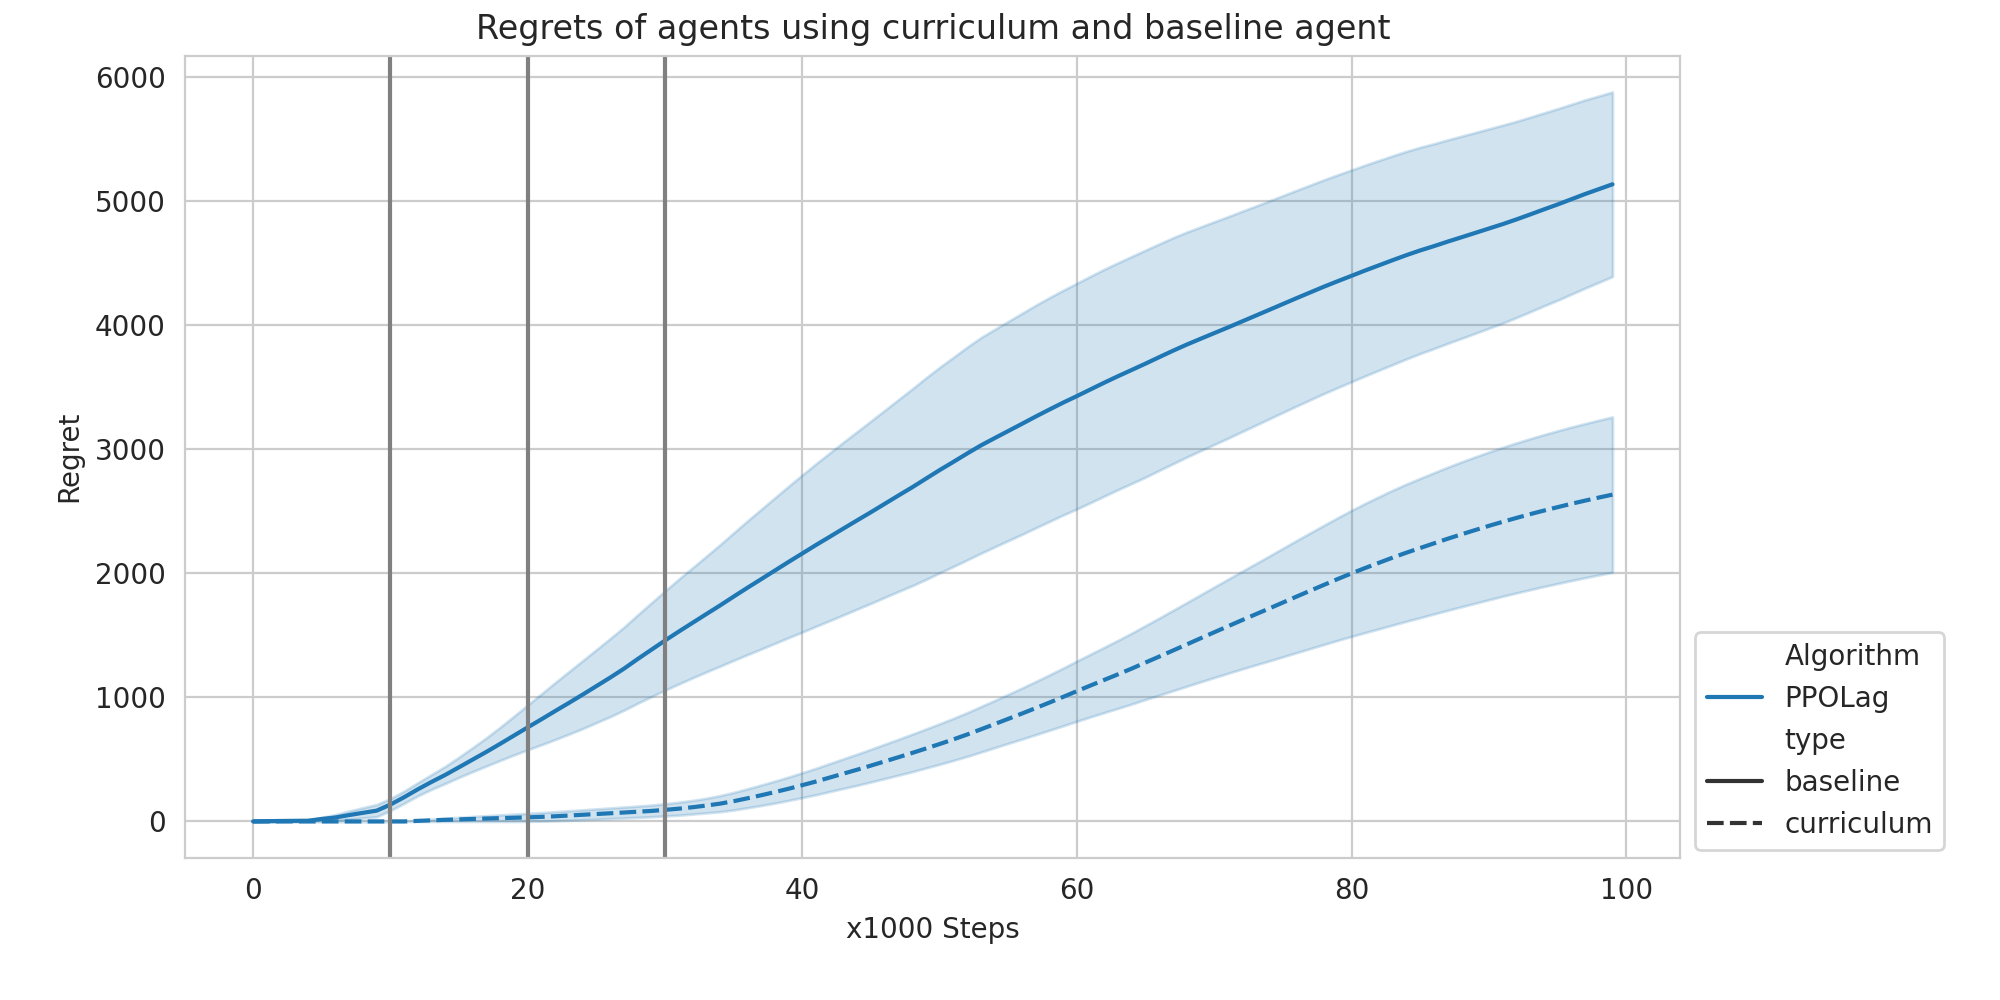 Regrets of agents using curriculum and baseline agent
6000
5000
4000
3000
2000
1000
0
Regret
0 20 40 60 80 100
x1000 Steps
Algorithm
PPOLag
type
baseline
curriculum